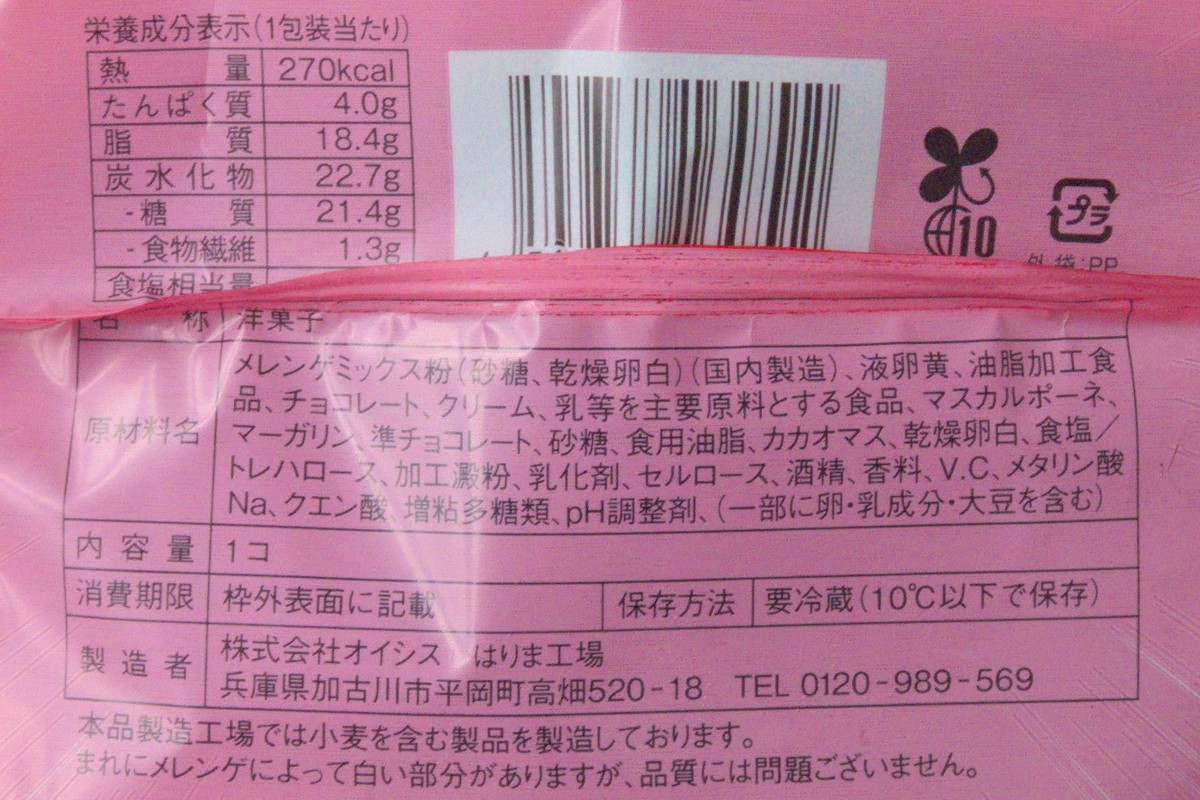 栄養成分表示(1包装当たり)
熱量 270kcal
たんぱく質 4.0g
脂質 18.4g
炭水化物 22.7g
-糖質 21.4g
-食物繊維 1.3g
食塩相当量
10
プラ
外袋:PP
名称 洋菓子
原材料名 メレンゲミックス粉(砂糖、乾燥卵白)(国内製造)、液卵黄、油脂加工食
品、チョコレート、クリーム、乳等を主要原料とする食品、マスカルポーネ、
マーガリン、準チョコレート、砂糖、食用油脂、カカオマス、乾燥卵白、食塩/
トレハロース、加工澱粉、乳化剤、セルロース、酒精、香料、V.C、メタリン酸
Na、クエン酸、増粘多糖類、pH調整剤、(一部に卵・乳成分・大豆を含む)
内容量 1コ
消費期限 枠外表面に記載 保存方法 要冷蔵(10℃以下で保存)
製造者 株式会社オイシス はりま工場
兵庫県加古川市平岡町高畑520-18 TEL 0120-989-569
本品製造工場では小麦を含む製品を製造しております。
まれにメレンゲによって白い部分がありますが、品質には問題ございません。